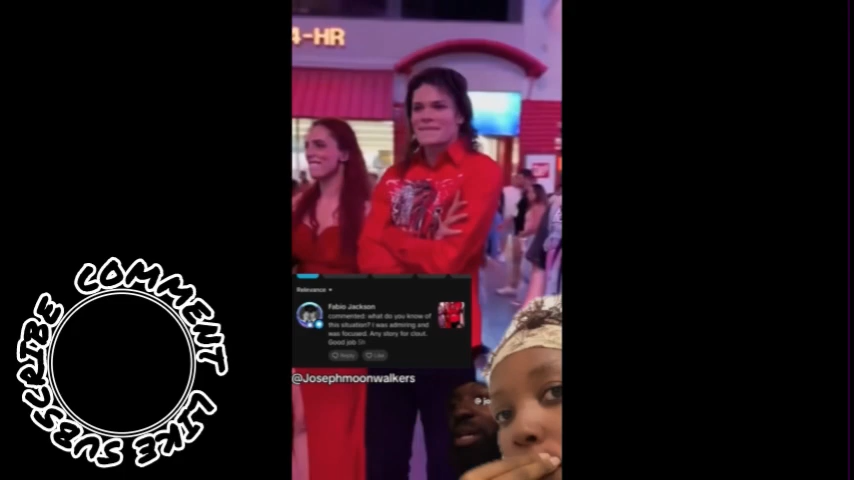 4-HR
Relevance
Fabio Jackson
commented: what do you know of
this situation? I was admiring and
was focused. Any story for clout.
Good job 5h
Reply Like
@Josephmoonwalkers
COMMENT LIKE SUBSCRIBE